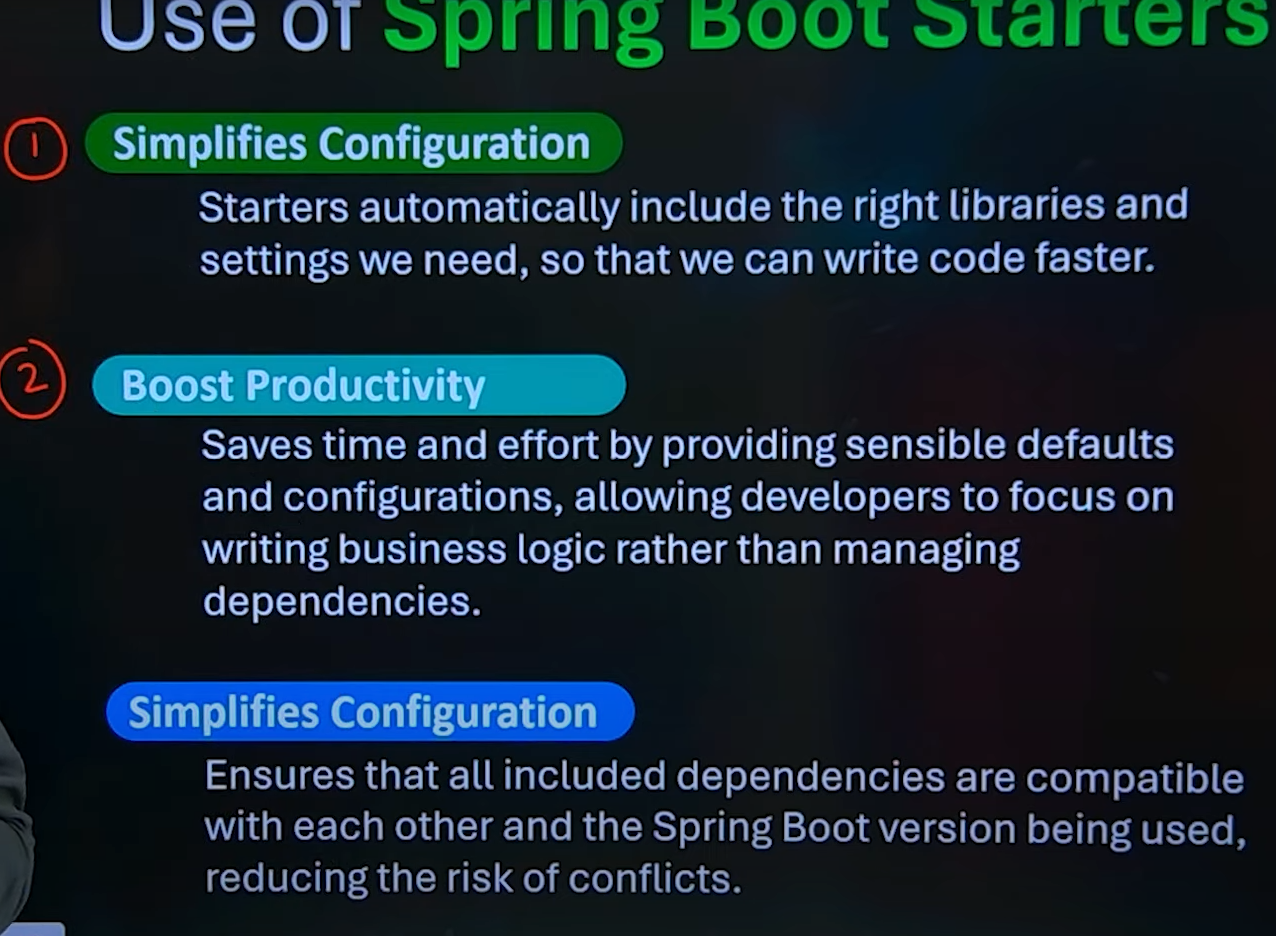 Use of Spring Boot Starters
1
Simplifies Configuration
Starters automatically include the right libraries and
settings we need, so that we can write code faster.
2
Boost Productivity
Saves time and effort by providing sensible defaults
and configurations, allowing developers to focus on
writing business logic rather than managing
dependencies.
Simplifies Configuration
Ensures that all included dependencies are compatible
with each other and the Spring Boot version being used,
reducing the risk of conflicts.